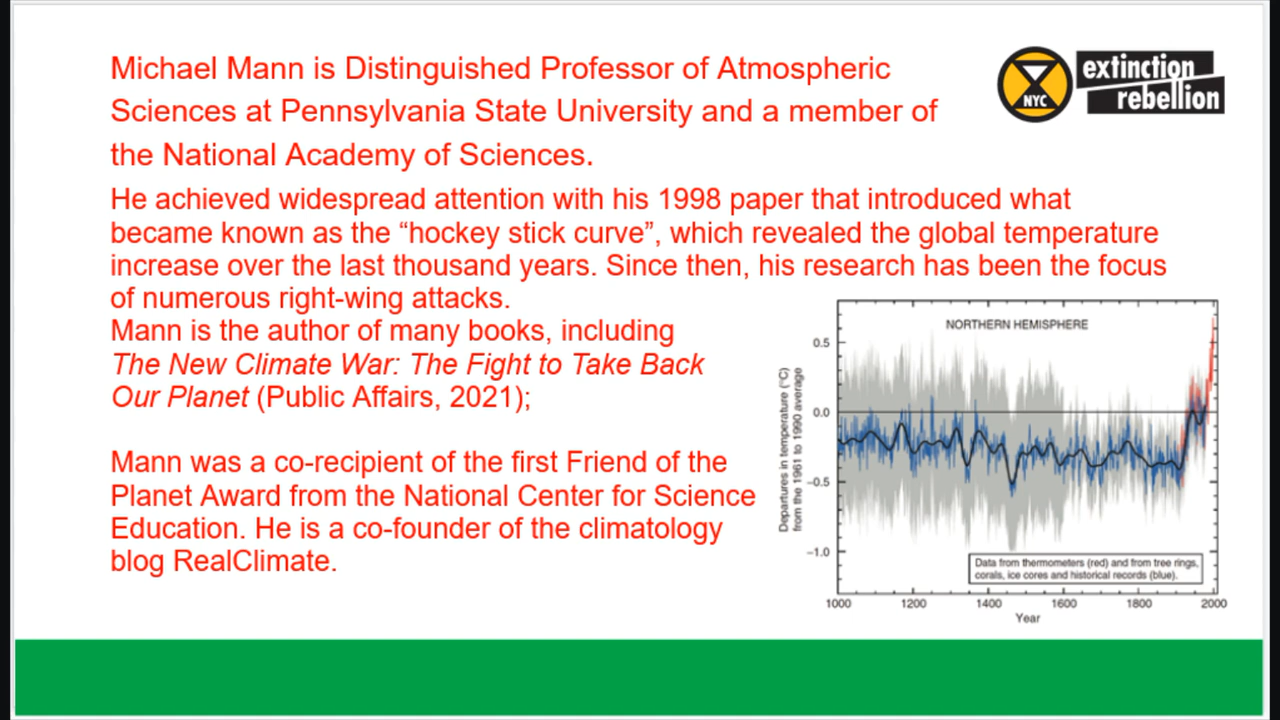 Michael Mann is Distinguished Professor of Atmospheric
Sciences at Pennsylvania State University and a member of
the National Academy of Sciences.
extinction
rebellion
NYC
He achieved widespread attention with his 1998 paper that introduced what
became known as the “hockey stick curve”, which revealed the global temperature
increase over the last thousand years. Since then, his research has been the focus
of numerous right-wing attacks.
Mann is the author of many books, including
The New Climate War: The Fight to Take Back
Our Planet (Public Affairs, 2021);
Mann was a co-recipient of the first Friend of the
Planet Award from the National Center for Science
Education. He is a co-founder of the climatology
blog RealClimate.
NORTHERN HEMISPHERE
Departures in temperature (°C)
from the 1961 to 1990 average
0.5
0.0
−0.5
−1.0
Data from thermometers (red) and from tree rings,
corals, ice cores and historical records (blue).
1000 1200 1400 1600 1800 2000
Year